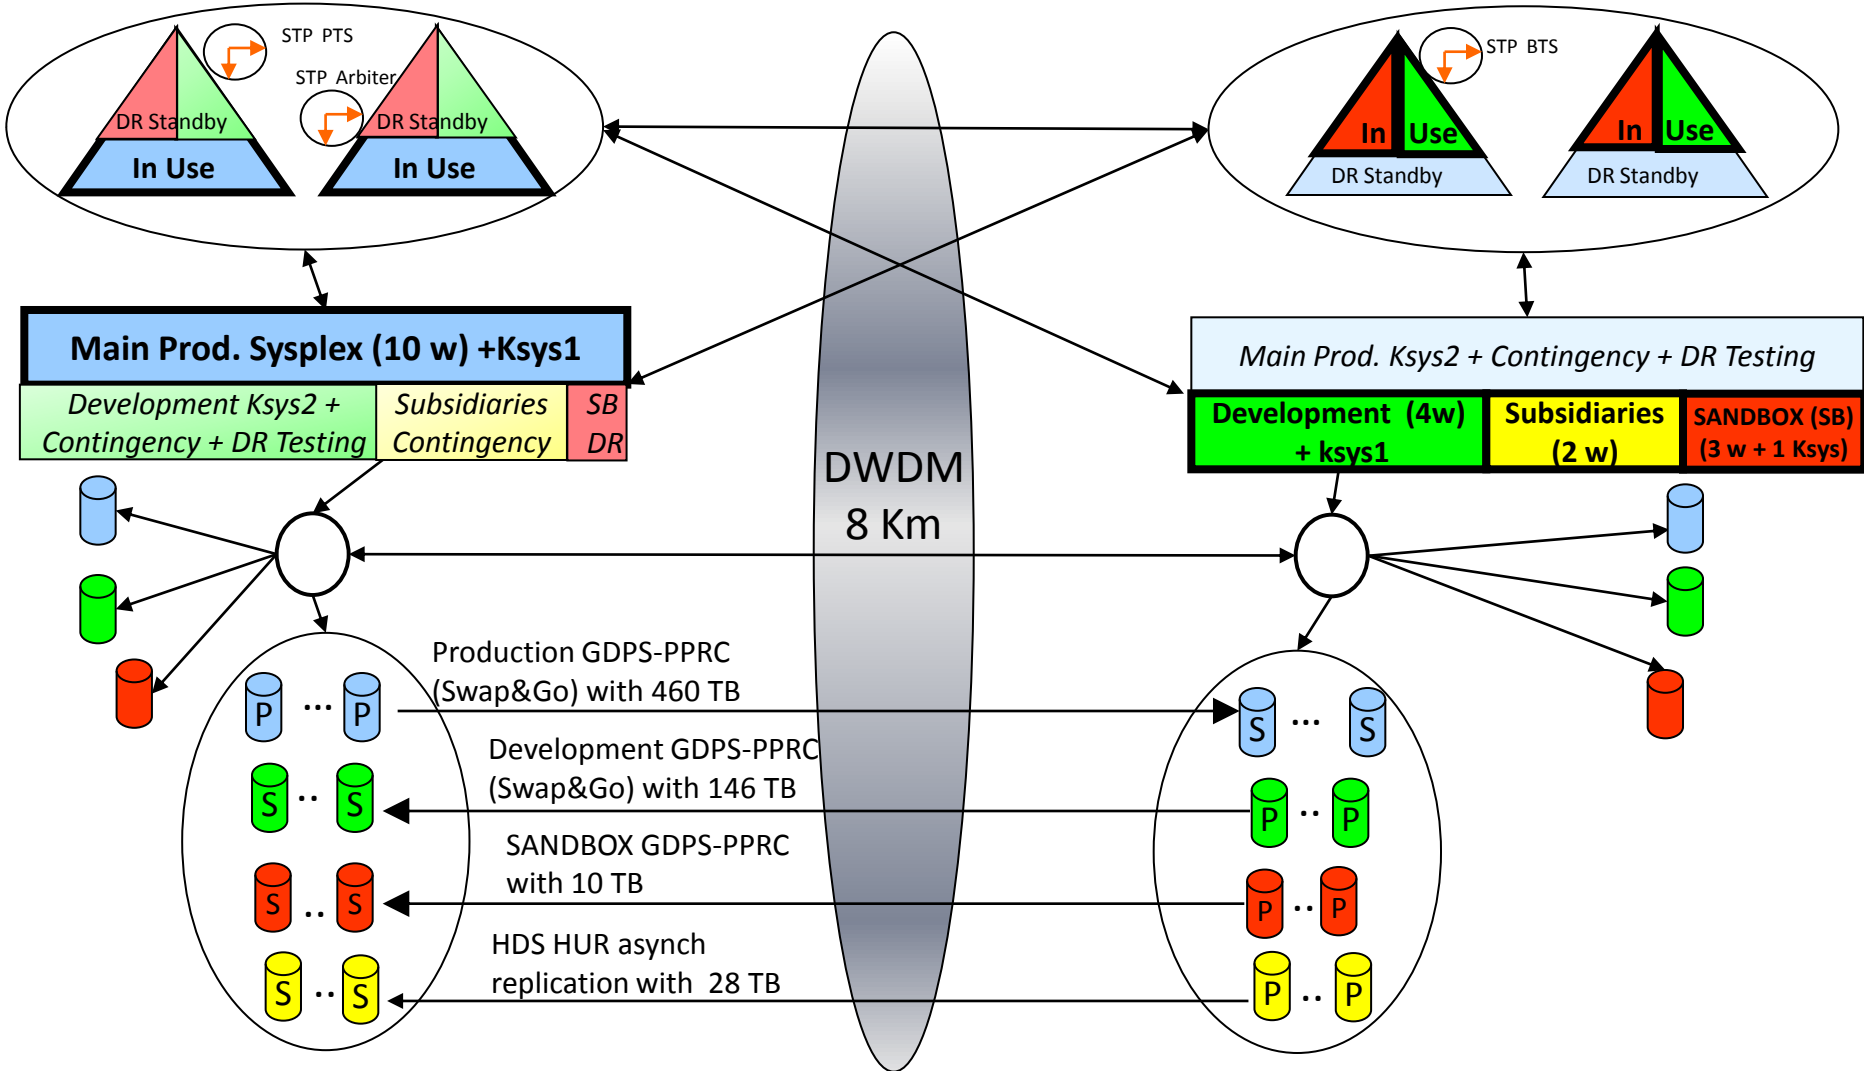 STP PTS
STP Arbiter
DR Standby
DR Standby
In Use
In Use
STP BTS
In Use
In Use
DR Standby
DR Standby
Main Prod. Sysplex (10 w) +Ksys1
Development Ksys2 +
Contingency + DR Testing
Subsidiaries
Contingency
SB
DR
Main Prod. Ksys2 + Contingency + DR Testing
Development (4w)
+ ksys1
Subsidiaries
(2 w)
SANDBOX (SB)
(3 w + 1 Ksys)
DWDM
8 Km
Production GDPS-PPRC
(Swap&Go) with 460 TB
P ... P
S ... S
Development GDPS-PPRC
(Swap&Go) with 146 TB
S .. S
P .. P
SANDBOX GDPS-PPRC
with 10 TB
S .. S
P .. P
HDS HUR asynch
replication with 28 TB
S .. S
P .. P